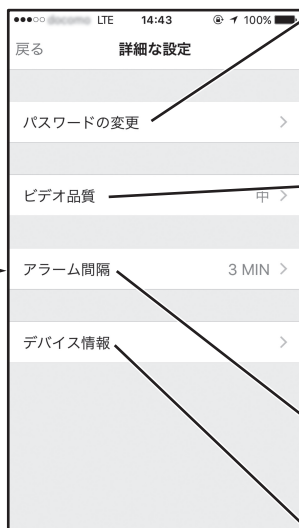 docomo LTE 14:43 100%
戻る 詳細な設定
パスワードの変更
ビデオ品質 中
アラーム間隔 3 MIN
デバイス情報